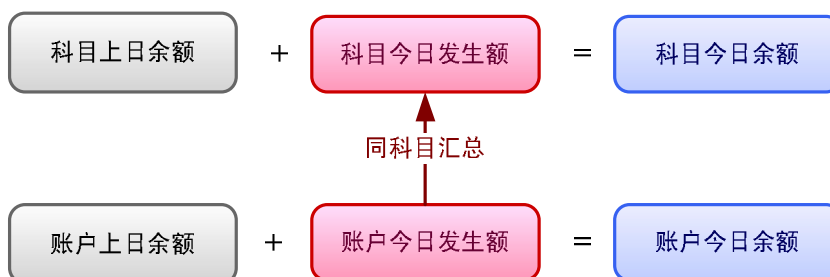 科目上日余额 + 科目今日发生额 = 科目今日余额
同科目汇总
账户上日余额 + 账户今日发生额 = 账户今日余额